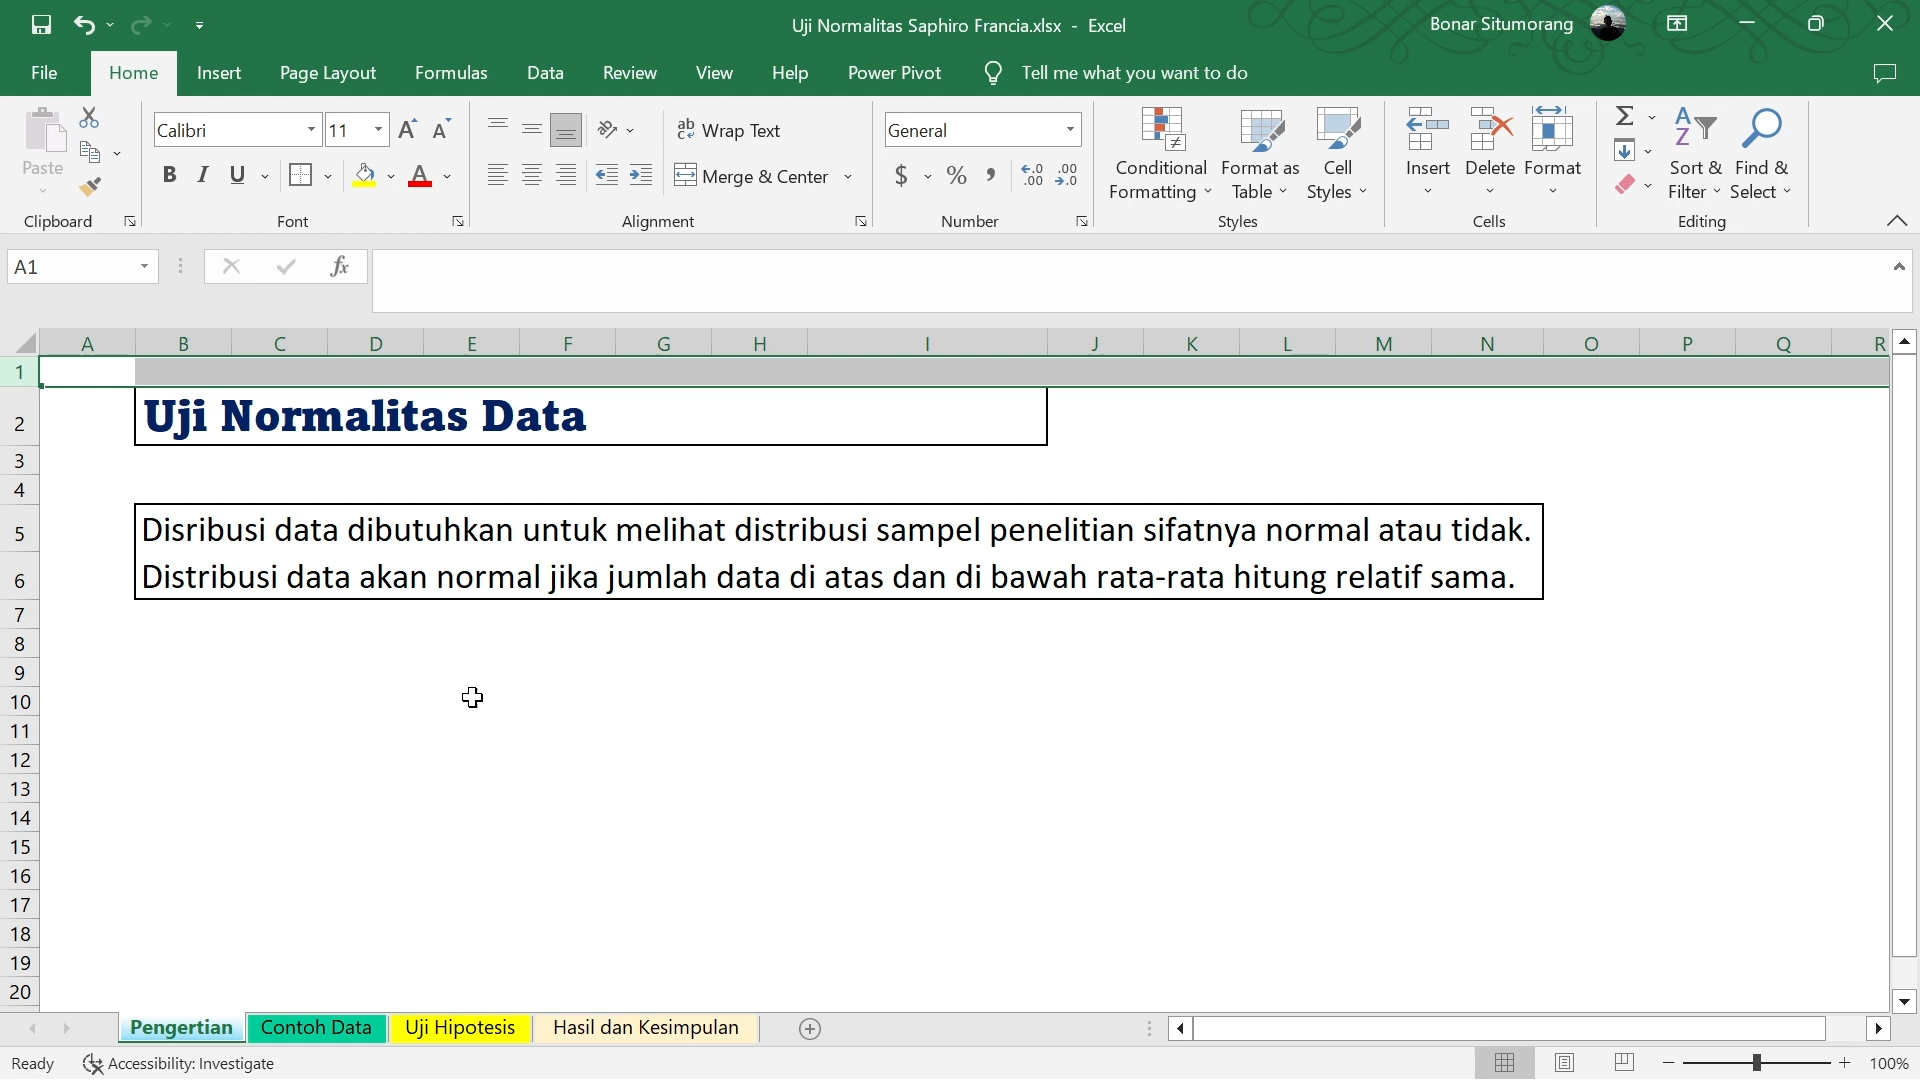 Uji Normalitas Saphiro Francia.xlsx - Excel
Bonar Situmorang
File Home Insert Page Layout Formulas Data Review View Help Power Pivot Tell me what you want to do
Calibri 11 ab Wrap Text General
Paste B I U A Merge & Center $ % , .00 .00
Conditional Formatting Format as Table Cell Styles Insert Delete Format Sort & Filter Find & Select
Clipboard Font Alignment Number Styles Cells Editing
A1 fx
A B C D E F G H I J K L M N O P Q R
1
2 Uji Normalitas Data
3
4
5 Disribusi data dibutuhkan untuk melihat distribusi sampel penelitian sifatnya normal atau tidak.
6 Distribusi data akan normal jika jumlah data di atas dan di bawah rata-rata hitung relatif sama.
7
8
9
10
11
12
13
14
15
16
17
18
19
20
Pengertian Contoh Data Uji Hipotesis Hasil dan Kesimpulan
Ready Accessibility: Investigate 100%